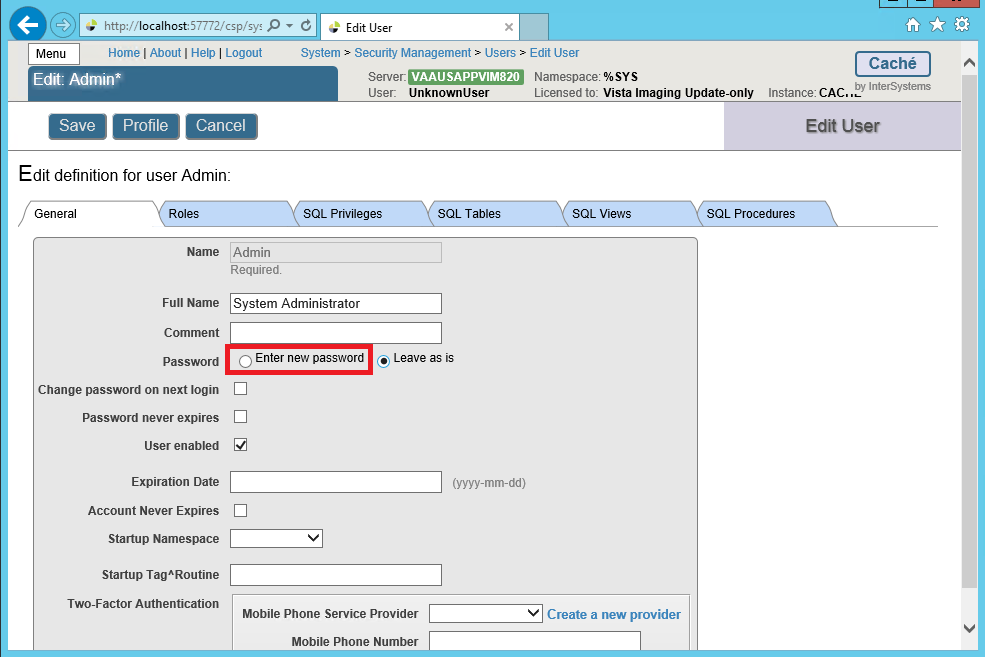 http://localhost:57772/csp/sy
Edit User
Menu
Home | About | Help | Logout
System > Security Management > Users > Edit User
Edit: Admin*
Server: VAAUSAPPVIM820 Namespace: %SYS
User: UnknownUser Licensed to: Vista Imaging Update-only Instance: CACHE
Caché
by InterSystems
Save
Profile
Cancel
Edit User
Edit definition for user Admin:
General
Roles
SQL Privileges
SQL Tables
SQL Views
SQL Procedures
Name Admin
Required.
Full Name System Administrator
Comment
Password Enter new password Leave as is
Change password on next login
Password never expires
User enabled
Expiration Date (yyyy-mm-dd)
Account Never Expires
Startup Namespace
Startup Tag^Routine
Two-Factor Authentication
Mobile Phone Service Provider Create a new provider
Mobile Phone Number